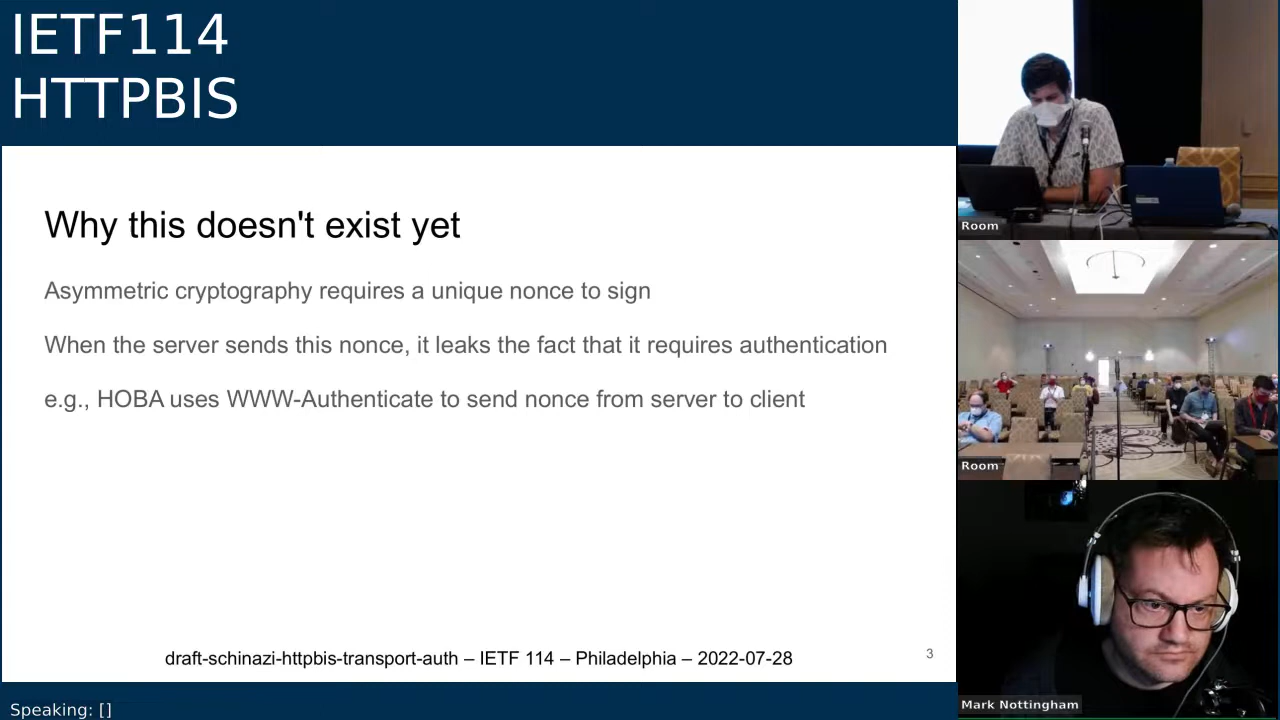 IETF114
HTTPBIS
Why this doesn't exist yet
Asymmetric cryptography requires a unique nonce to sign
When the server sends this nonce, it leaks the fact that it requires authentication
e.g., HOBA uses WWW-Authenticate to send nonce from server to client
draft-schinazi-httpbis-transport-auth – IETF 114 – Philadelphia – 2022-07-28
3
Speaking: []
Room
Room
Mark Nottingham